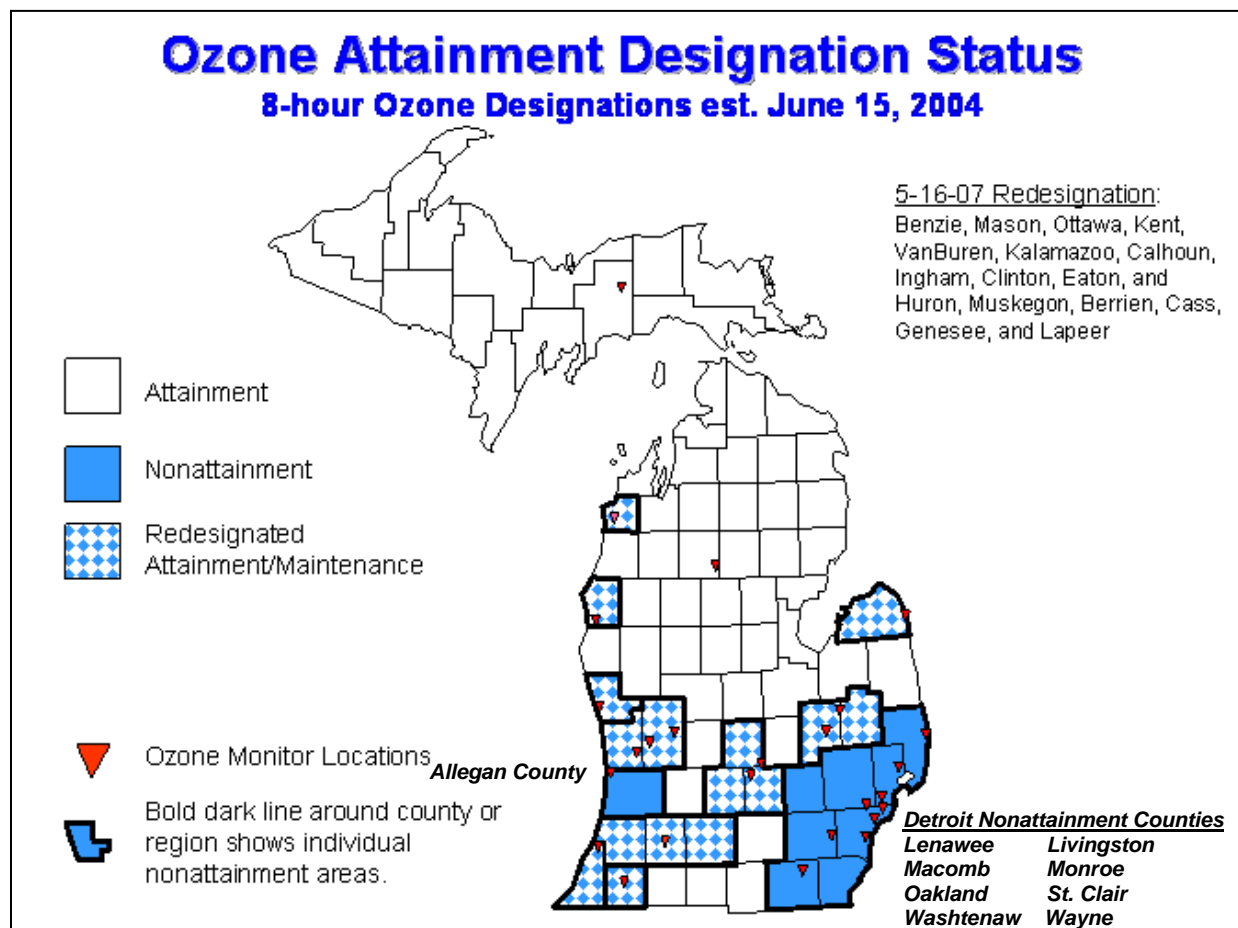 Ozone Attainment Designation Status
8-hour Ozone Designations est. June 15, 2004
5-16-07 Redesignation:
Benzie, Mason, Ottawa, Kent,
VanBuren, Kalamazoo, Calhoun,
Ingham, Clinton, Eaton, and
Huron, Muskegon, Berrien, Cass,
Genesee, and Lapeer
Attainment
Nonattainment
Redesignated
Attainment/Maintenance
Ozone Monitor Locations
Allegan County
Bold dark line around county or
region shows individual
nonattainment areas.
Detroit Nonattainment Counties
Lenawee Livingston
Macomb Monroe
Oakland St. Clair
Washtenaw Wayne